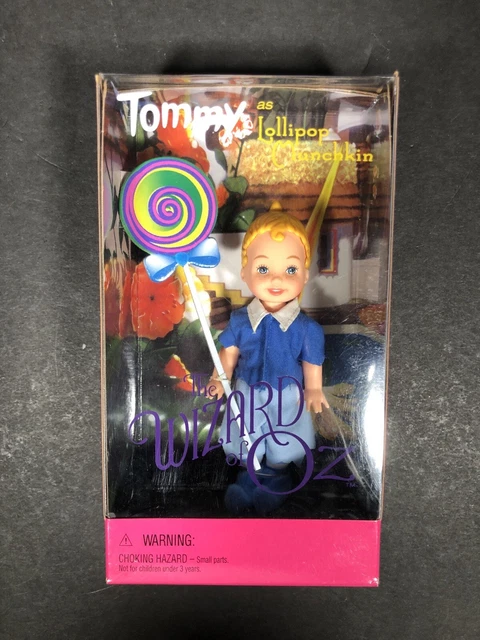 Tommy as
Lollipop
Munchkin
The
WIZARD
of OZ
™
⚠ WARNING:
CHOKING HAZARD – Small parts.
Not for children under 3 years.